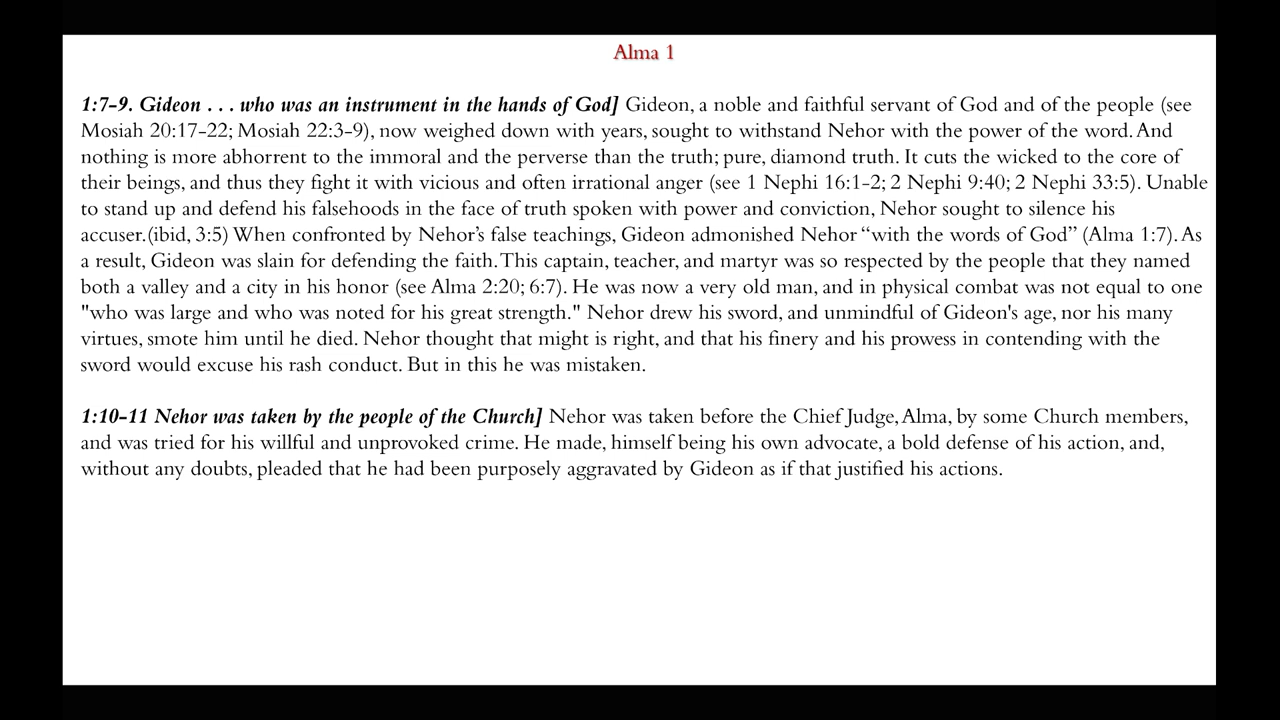 Alma 1
1:7-9. Gideon . . . who was an instrument in the hands of God] Gideon, a noble and faithful servant of God and of the people (see
Mosiah 20:17-22; Mosiah 22:3-9), now weighed down with years, sought to withstand Nehor with the power of the word. And
nothing is more abhorrent to the immoral and the perverse than the truth; pure, diamond truth. It cuts the wicked to the core of
their beings, and thus they fight it with vicious and often irrational anger (see 1 Nephi 16:1-2; 2 Nephi 9:40; 2 Nephi 33:5). Unable
to stand up and defend his falsehoods in the face of truth spoken with power and conviction, Nehor sought to silence his
accuser.(ibid, 3:5) When confronted by Nehor’s false teachings, Gideon admonished Nehor “with the words of God” (Alma 1:7). As
a result, Gideon was slain for defending the faith. This captain, teacher, and martyr was so respected by the people that they named
both a valley and a city in his honor (see Alma 2:20; 6:7). He was now a very old man, and in physical combat was not equal to one
"who was large and who was noted for his great strength." Nehor drew his sword, and unmindful of Gideon's age, nor his many
virtues, smote him until he died. Nehor thought that might is right, and that his finery and his prowess in contending with the
sword would excuse his rash conduct. But in this he was mistaken.
1:10-11 Nehor was taken by the people of the Church] Nehor was taken before the Chief Judge, Alma, by some Church members,
and was tried for his willful and unprovoked crime. He made, himself being his own advocate, a bold defense of his action, and,
without any doubts, pleaded that he had been purposely aggravated by Gideon as if that justified his actions.